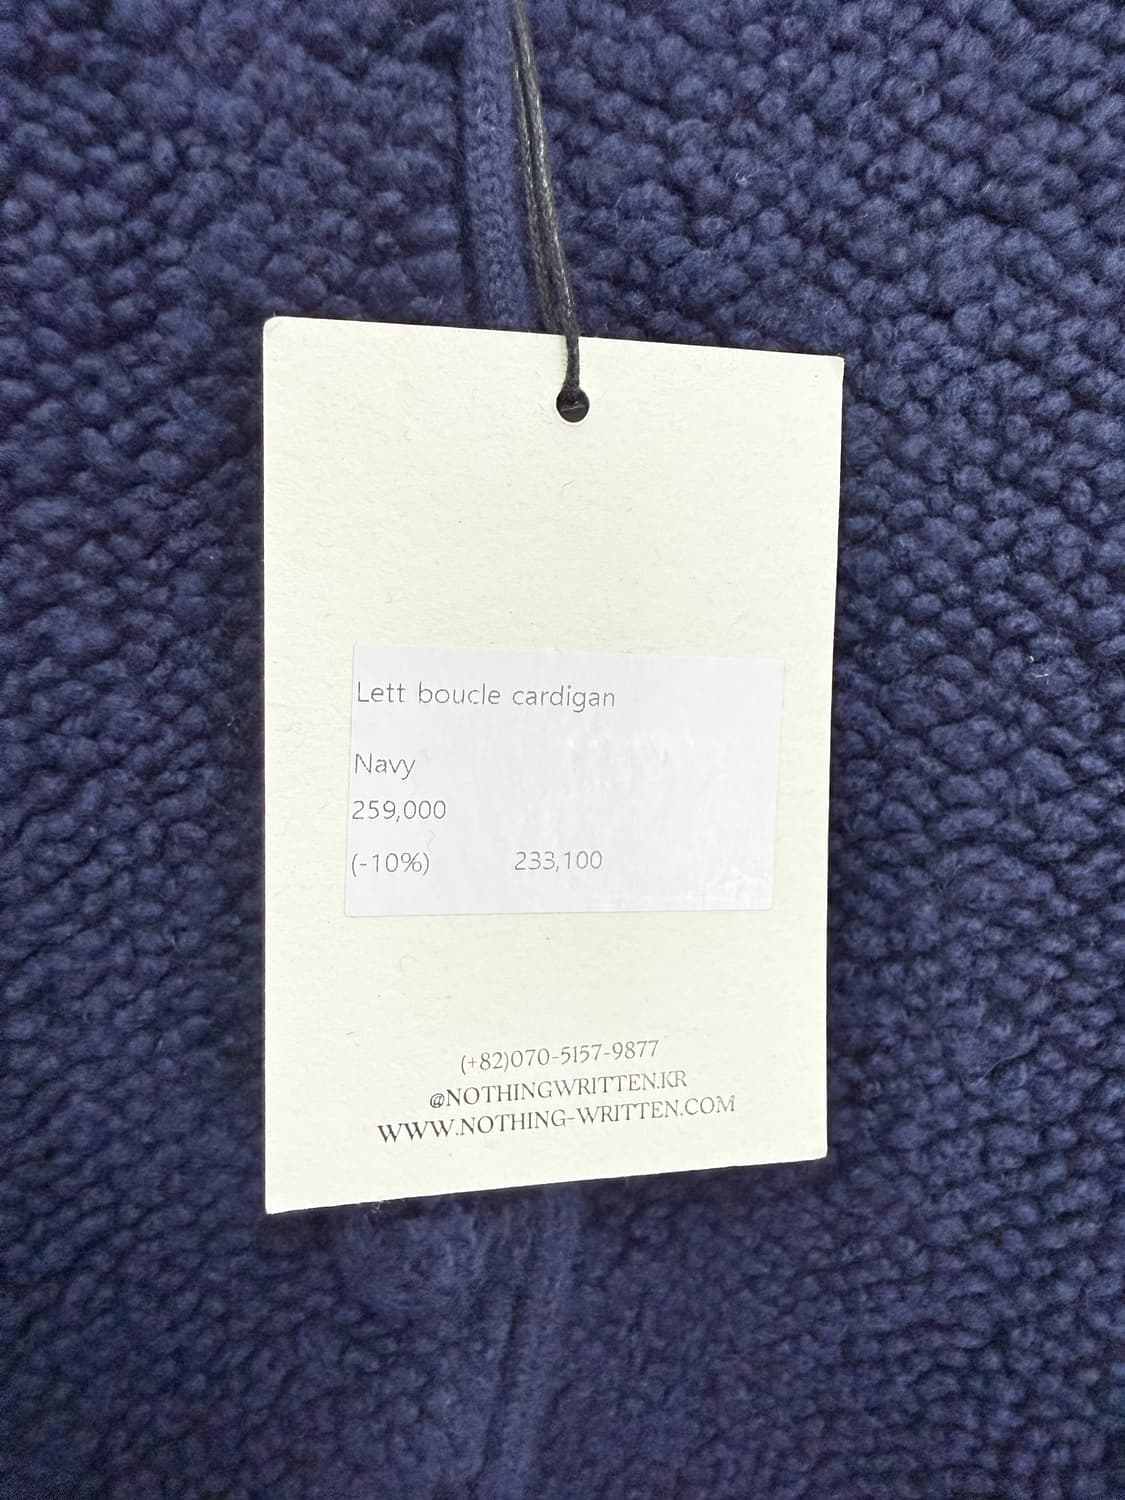 Lett boucle cardigan
Navy
259,000
(-10%) 233,100
(+82)070-5157-9877
@NOTHINGWRITTEN.KR
WWW.NOTHING-WRITTEN.COM